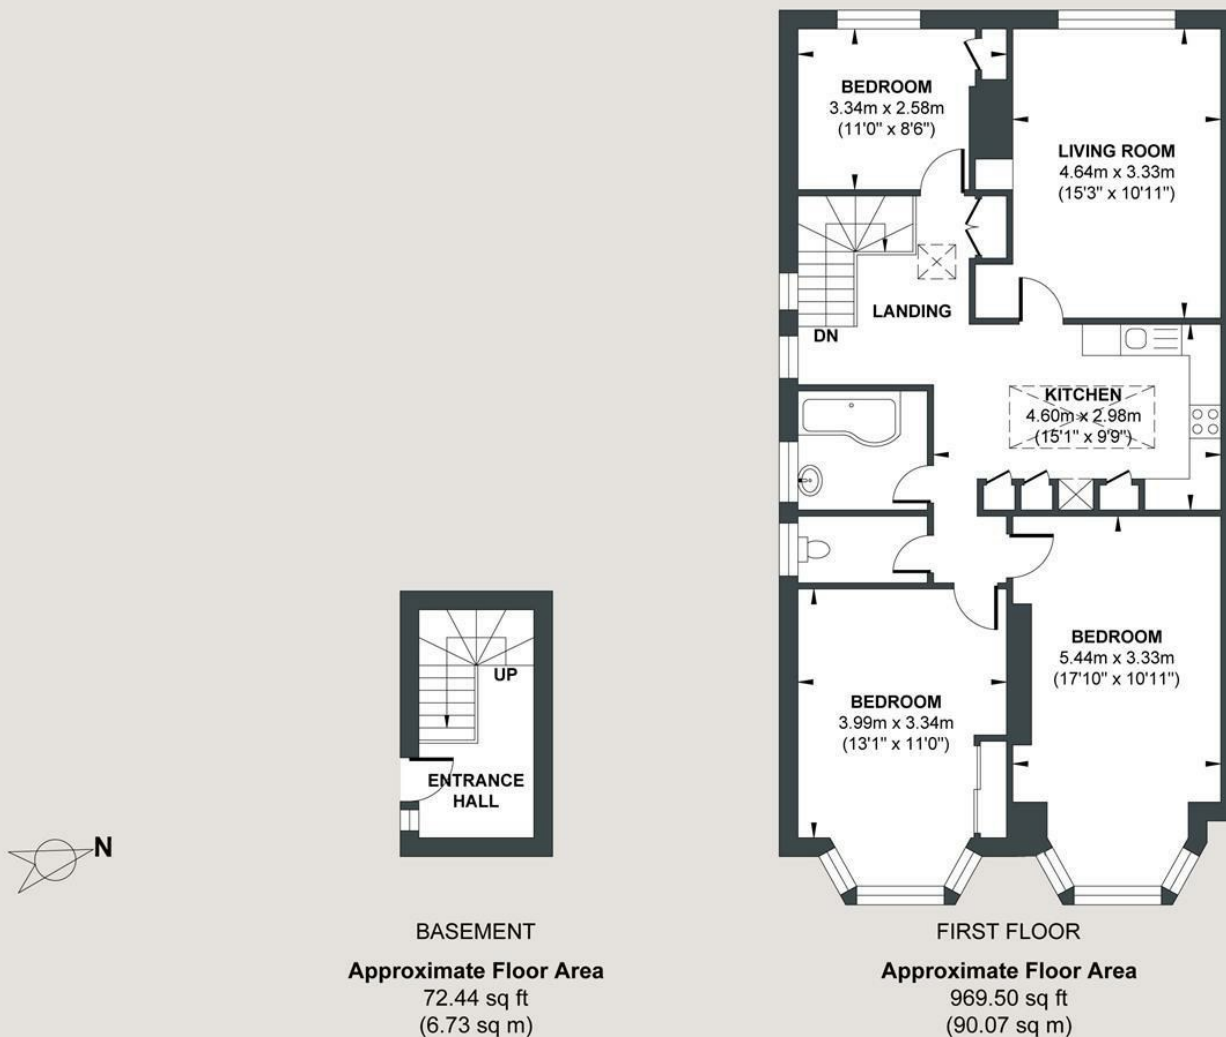 BEDROOM
3.34m x 2.58m
(11'0" x 8'6")
LIVING ROOM
4.64m x 3.33m
(15'3" x 10'11")
LANDING
DN
KITCHEN
4.60m x 2.98m
(15'1" x 9'9")
BEDROOM
5.44m x 3.33m
(17'10" x 10'11")
BEDROOM
3.99m x 3.34m
(13'1" x 11'0")
UP
ENTRANCE
HALL
N
BASEMENT
Approximate Floor Area
72.44 sq ft
(6.73 sq m)
FIRST FLOOR
Approximate Floor Area
969.50 sq ft
(90.07 sq m)